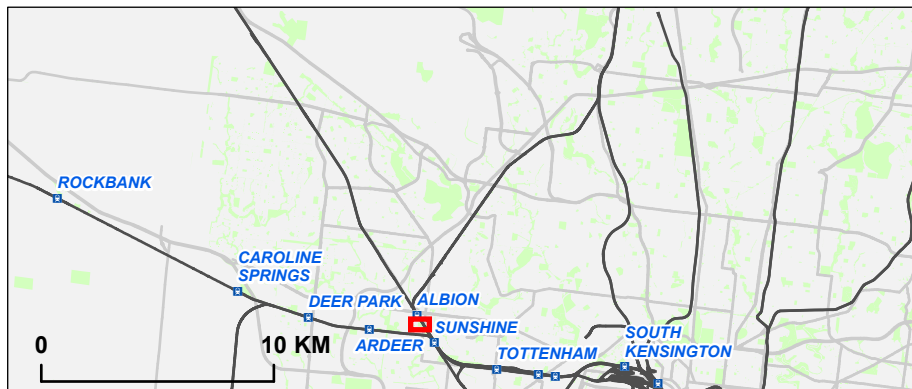 ROCKBANK
CAROLINE
SPRINGS
DEER PARK
ALBION
SUNSHINE
ARDEER
SOUTH
KENSINGTON
TOTTENHAM
0
10 KM